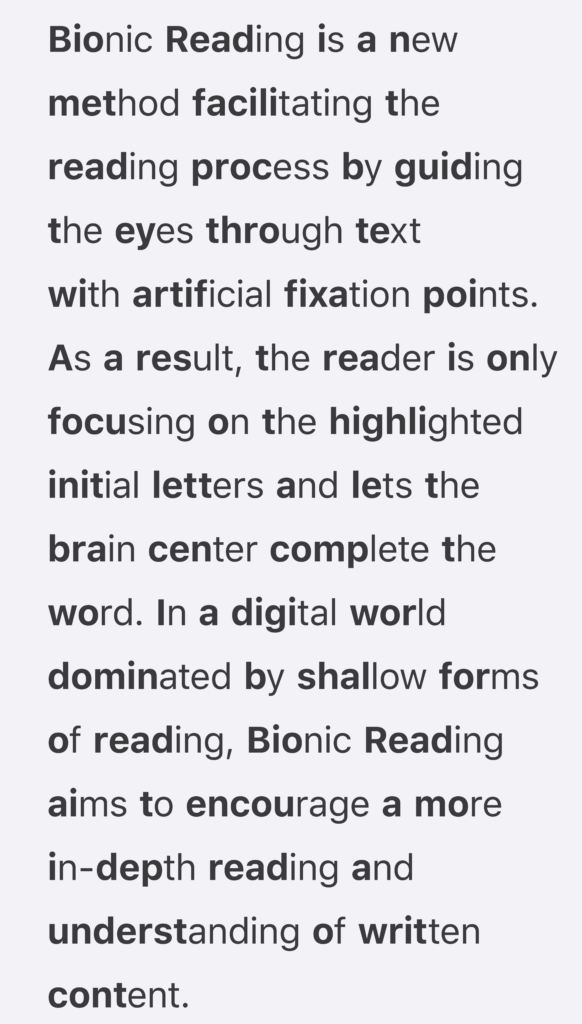 Bionic Reading is a new
method facilitating the
reading process by guiding
the eyes through text
with artificial fixation points.
As a result, the reader is only
focusing on the highlighted
initial letters and lets the
brain center complete the
word. In a digital world
dominated by shallow forms
of reading, Bionic Reading
aims to encourage a more
in-depth reading and
understanding of written
content.